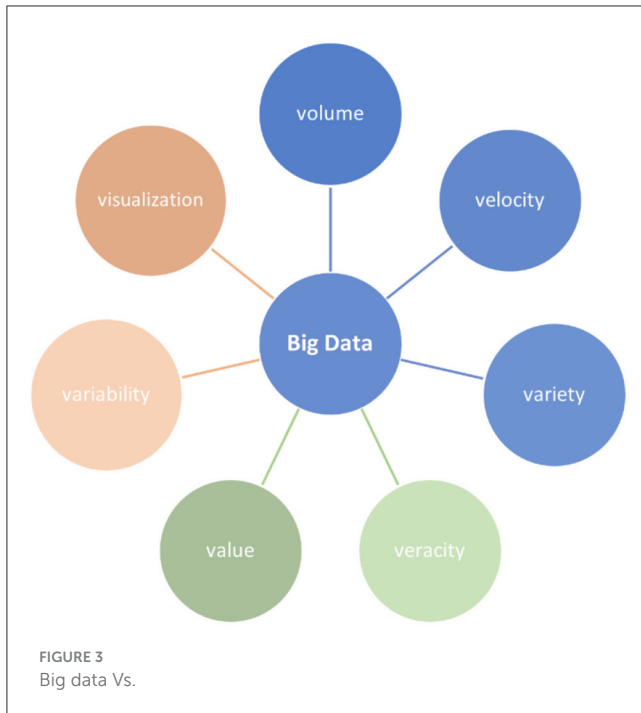 volume
visualization
velocity
Big Data
variability
variety
value
veracity
FIGURE 3
Big data Vs.